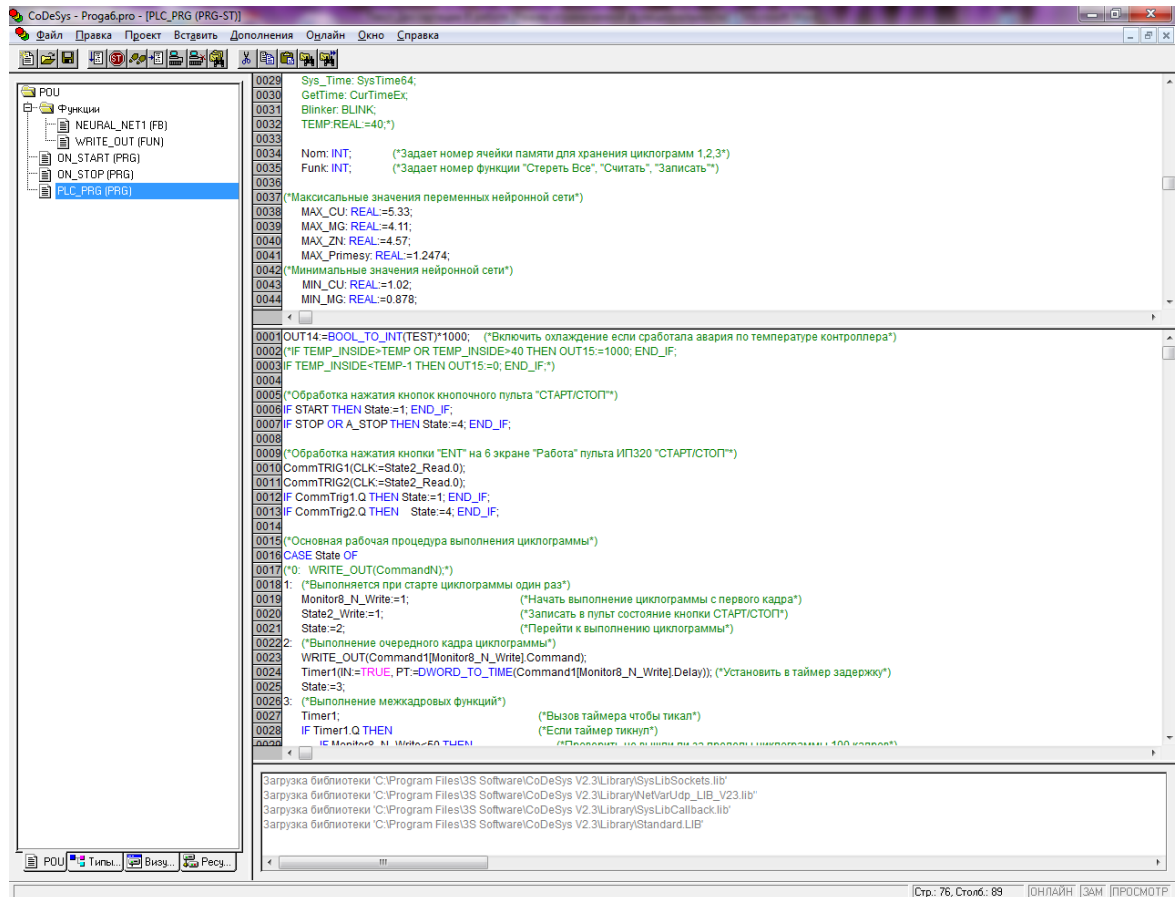 CoDeSys - Proga6.pro - [PLC_PRG (PRG-ST)]
Файл Правка Проект Вставить Дополнения Онлайн Окно Справка
POU
Функции
NEURAL_NET1 (FB)
WRITE_OUT (FUN)
ON_START (PRG)
ON_STOP (PRG)
PLC_PRG (PRG)
POU Типы... Визу... Ресу...
0029 Sys_Time: SysTime64;
0030 GetTime: CurTimeEx;
0031 Blinker: BLINK;
0032 TEMP:REAL:=40;*)
0033
0034 Nom: INT; (*Задает номер ячейки памяти для хранения циклограмм 1,2,3*)
0035 Funk: INT; (*Задает номер функции "Стереть Все", "Считать", "Записать"*)
0036
0037 (*Максисальные значения переменных нейронной сети*)
0038 MAX_CU: REAL:=5.33;
0039 MAX_MG: REAL:=4.11;
0040 MAX_ZN: REAL:=4.57;
0041 MAX_Primesy: REAL:=1.2474;
0042 (*Минимальные значения нейронной сети*)
0043 MIN_CU: REAL:=1.02;
0044 MIN_MG: REAL:=0.878;
0001 OUT14:=BOOL_TO_INT(TEST)*1000; (*Включить охлаждение если сработала авария по температуре контроллера*)
0002 (*IF TEMP_INSIDE>TEMP OR TEMP_INSIDE>40 THEN OUT15:=1000; END_IF;
0003 IF TEMP_INSIDE<TEMP-1 THEN OUT15:=0; END_IF;*)
0004
0005 (*Обработка нажатия кнопок кнопочного пульта "СТАРТ/СТОП"*)
0006 IF START THEN State:=1; END_IF;
0007 IF STOP OR A_STOP THEN State:=4; END_IF;
0008
0009 (*Обработка нажатия кнопки "ENT" на 6 экране "Работа" пульта ИП320 "СТАРТ/СТОП"*)
0010 CommTRIG1(CLK:=State2_Read.0);
0011 CommTRIG2(CLK:=State2_Read.0);
0012 IF CommTrig1.Q THEN State:=1; END_IF;
0013 IF CommTrig2.Q THEN State:=4; END_IF;
0014
0015 (*Основная рабочая процедура выполнения циклограммы*)
0016 CASE State OF
0017 (*0: WRITE_OUT(CommandN);*)
0018 1: (*Выполняется при старте циклограммы один раз*)
0019 Monitor8_N_Write:=1; (*Начать выполнение циклограммы с первого кадра*)
0020 State2_Write:=1; (*Записать в пульт состояние кнопки СТАРТ/СТОП*)
0021 State:=2; (*Перейти к выполнению циклограммы*)
0022 2: (*Выполнение очередного кадра циклограммы*)
0023 WRITE_OUT(Command1[Monitor8_N_Write].Command);
0024 Timer1(IN:=TRUE, PT:=DWORD_TO_TIME(Command1[Monitor8_N_Write].Delay)); (*Установить в таймер задержку*)
0025 State:=3;
0026 3: (*Выполнение межкадровых функций*)
0027 Timer1; (*Вызов таймера чтобы тикал*)
0028 IF Timer1.Q THEN (*Если таймер тикнул*)
0029 IF Monitor8_N_Write<50 THEN (*Проверить не вышли ли за пределы циклограммы 100 кадров*)
Загрузка библиотеки 'C:\Program Files\3S Software\CoDeSys V2.3\Library\SysLibSockets.lib'
Загрузка библиотеки 'C:\Program Files\3S Software\CoDeSys V2.3\Library\NetVarUdp_LIB_V23.lib''
Загрузка библиотеки 'C:\Program Files\3S Software\CoDeSys V2.3\Library\SysLibCallback.lib'
Загрузка библиотеки 'C:\Program Files\3S Software\CoDeSys V2.3\Library\Standard.LIB'
Стр.: 76, Столб.: 89 ОНЛАЙН ЗАМ ПРОСМОТР